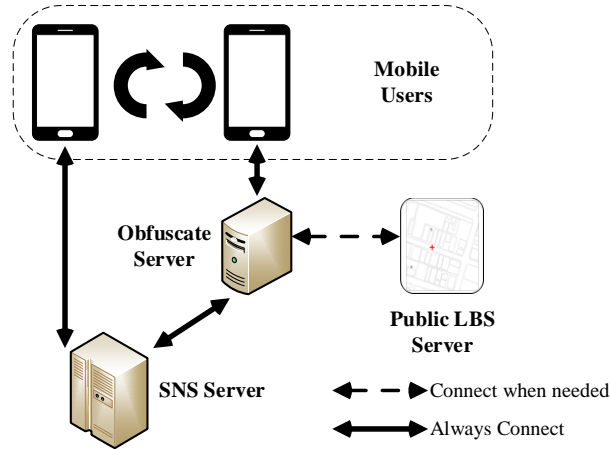 Mobile
Users
Obfuscate
Server
Public LBS
Server
SNS Server
Connect when needed
Always Connect